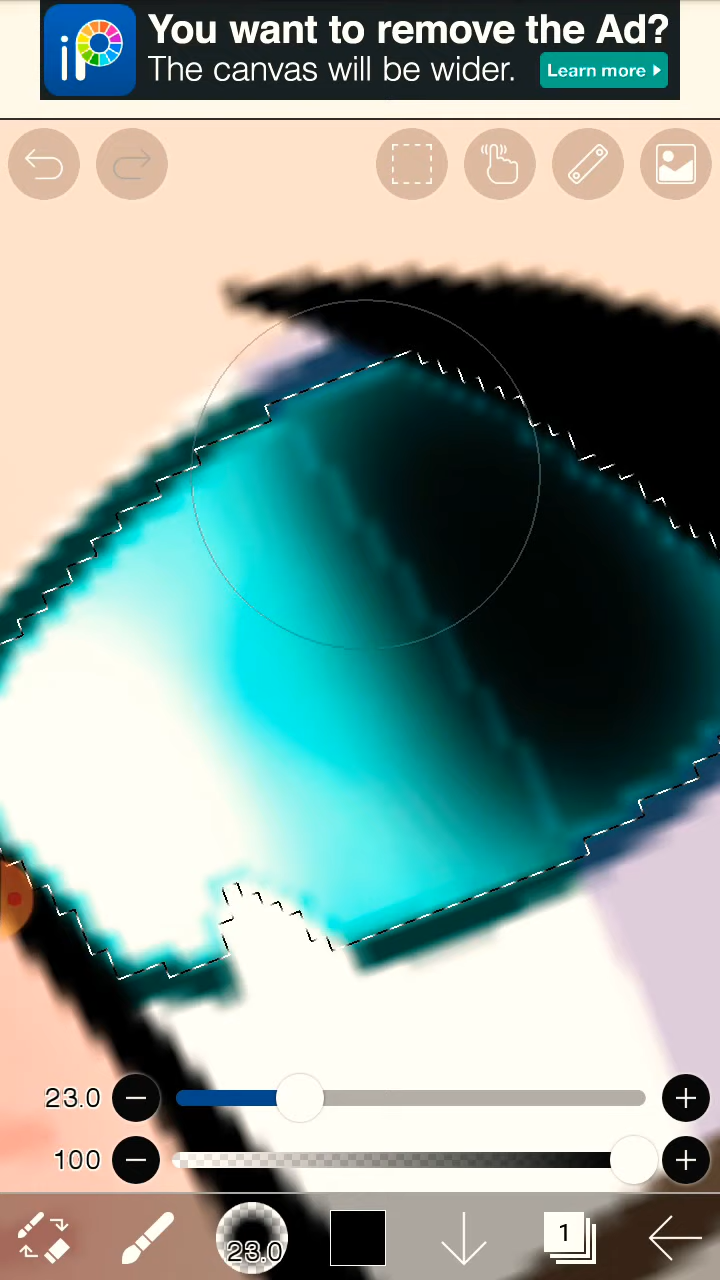 iP
You want to remove the Ad?
The canvas will be wider.
Learn more
23.0
100
23.0
1